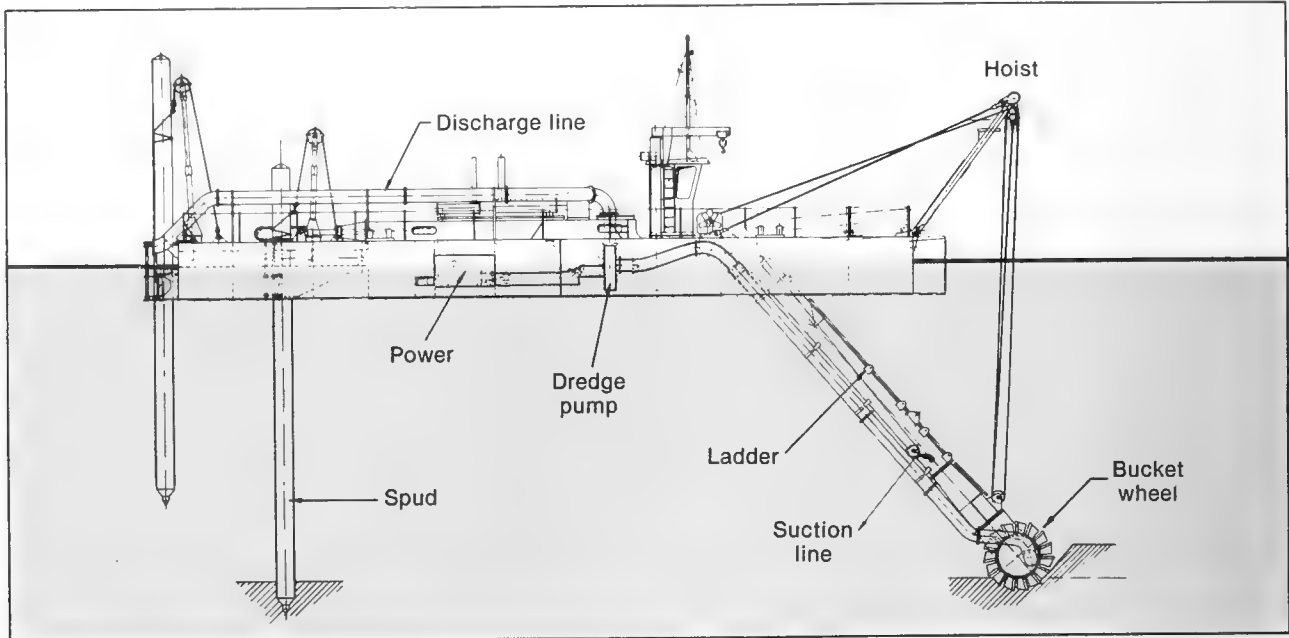 Hoist
Discharge line
Power
Dredge
pump
Ladder
Bucket
wheel
Spud
Suction
line